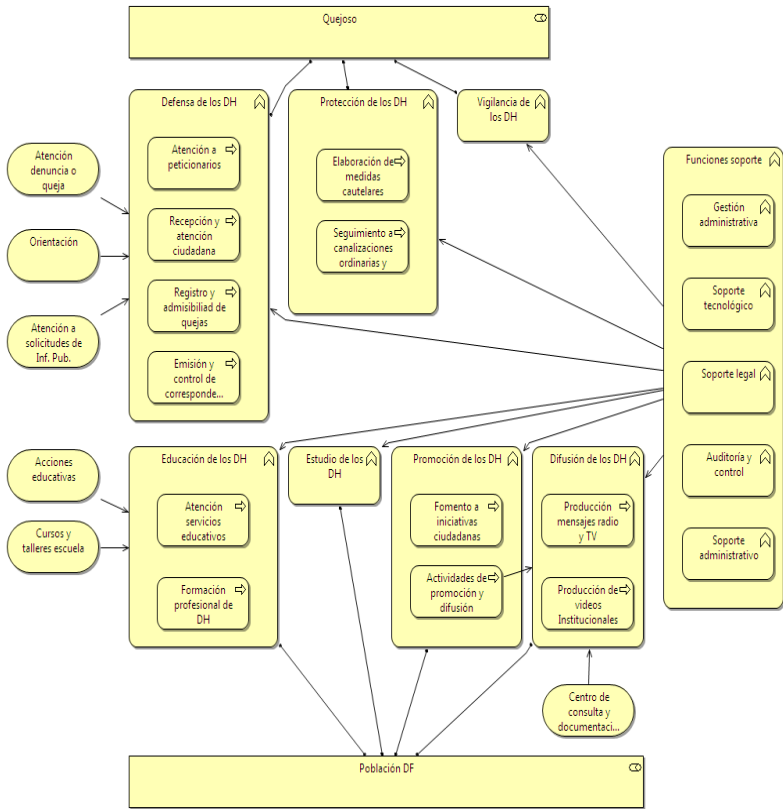 Quejoso
Defensa de los DH
Atención a
peticionarios
Recepción y
atención
ciudadana
Registro y
admisibiliad de
quejas
Emisión y
control de
corresponde...
Protección de los DH
Elaboración de
medidas
cautelares
Seguimiento a
canalizaciones
ordinarias y
Vigilancia de
los DH
Atención
denuncia o
queja
Orientación
Atención a
solicitudes de
Inf. Pub.
Funciones soporte
Gestión
administrativa
Soporte
tecnológico
Soporte legal
Auditoría y
control
Soporte
administrativo
Acciones
educativas
Cursos y
talleres escuela
Educación de los DH
Atención
servicios
educativos
Formación
profesional de
DH
Estudio de los
DH
Promoción de los DH
Fomento a
iniciativas
ciudadanas
Actividades de
promoción y
difusión
Difusión de los DH
Producción
mensajes radio
y TV
Producción de
videos
Institucionales
Centro de
consulta y
documentaci...
Población DF